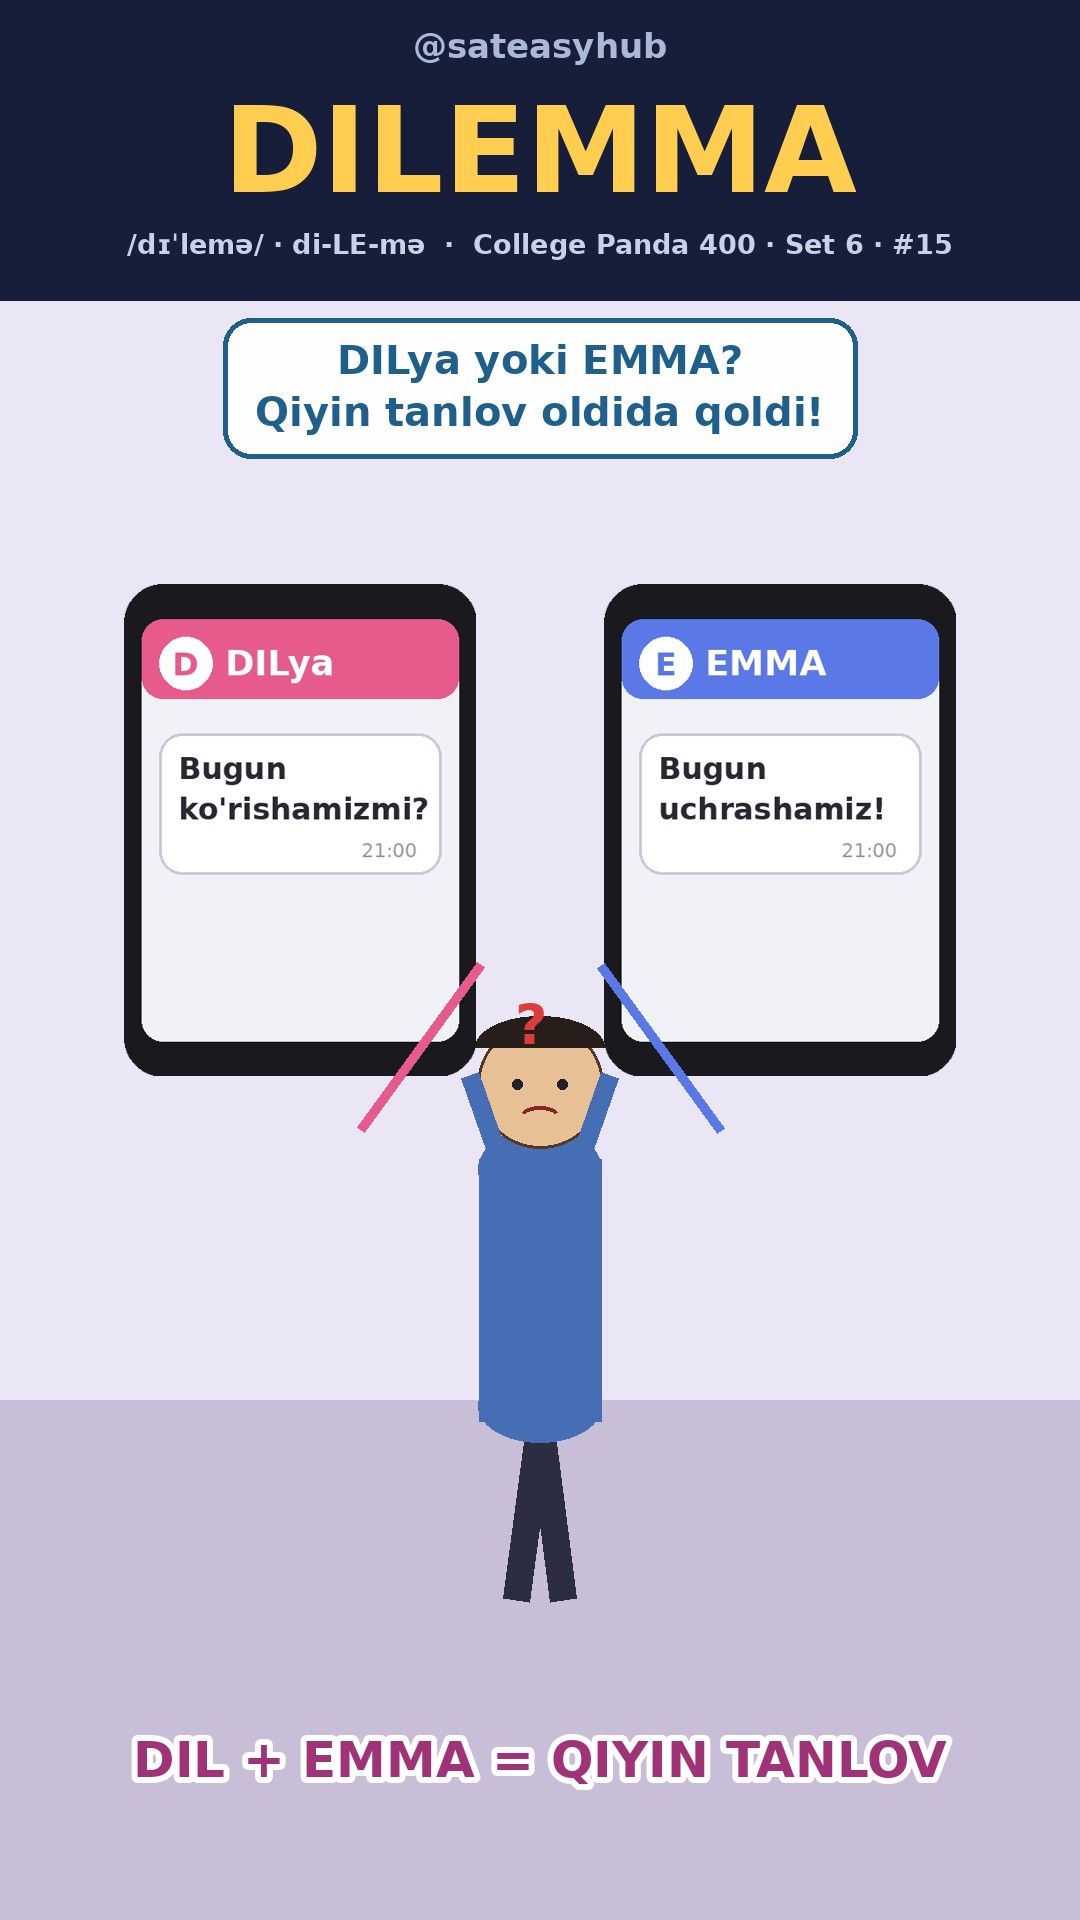 @sateasyhub
DILEMMA
/dɪˈlemə/ · di-LE-mə · College Panda 400 · Set 6 · #15
DILya yoki EMMA?
Qiyin tanlov oldida qoldi!
D DILya
Bugun
ko'rishamizmi?
21:00
E EMMA
Bugun
uchrashamiz!
21:00
?
DIL + EMMA = QIYIN TANLOV